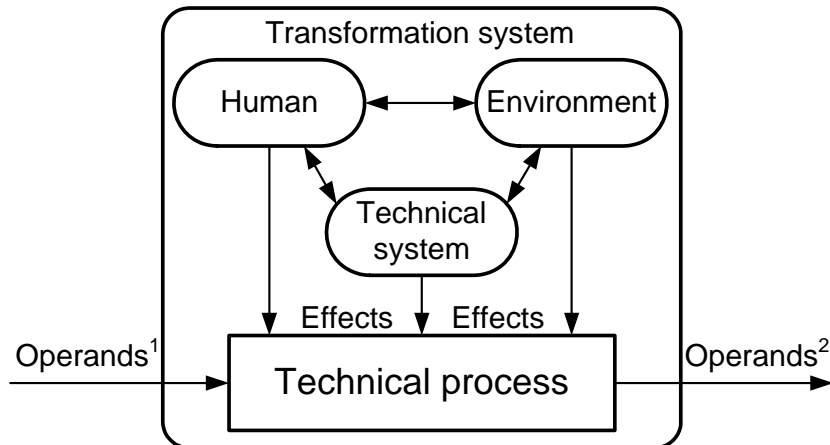 Transformation system
Human
Environment
Technical
system
Effects
Effects
Operands¹
Operands²
Technical process